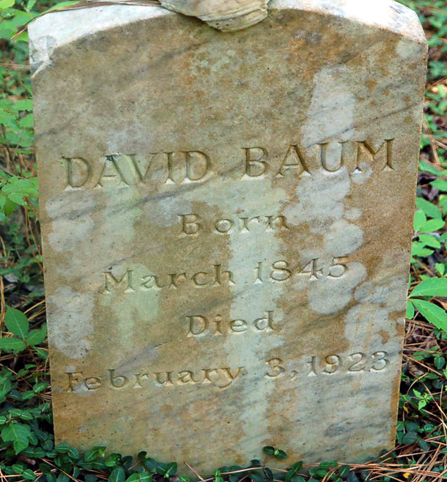 DAVID BAUM
Born
March 1845
Died
February 3, 1923